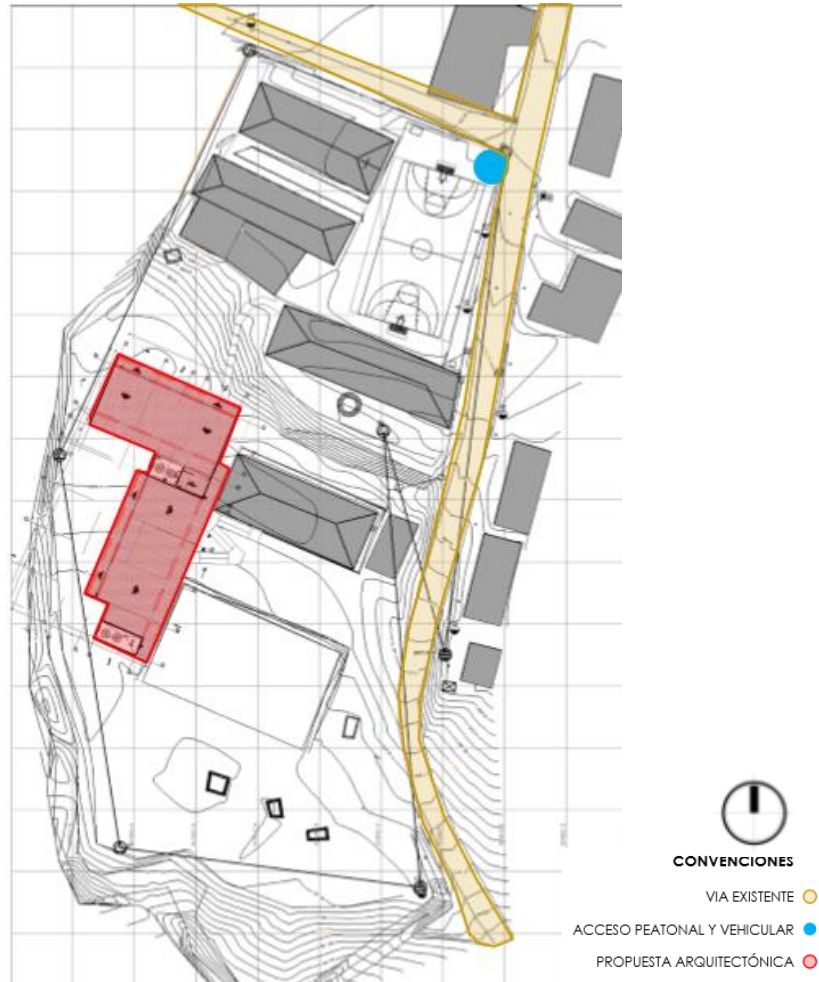 CONVENCIONES
VIA EXISTENTE
ACCESO PEATONAL Y VEHICULAR
PROPUESTA ARQUITECTÓNICA